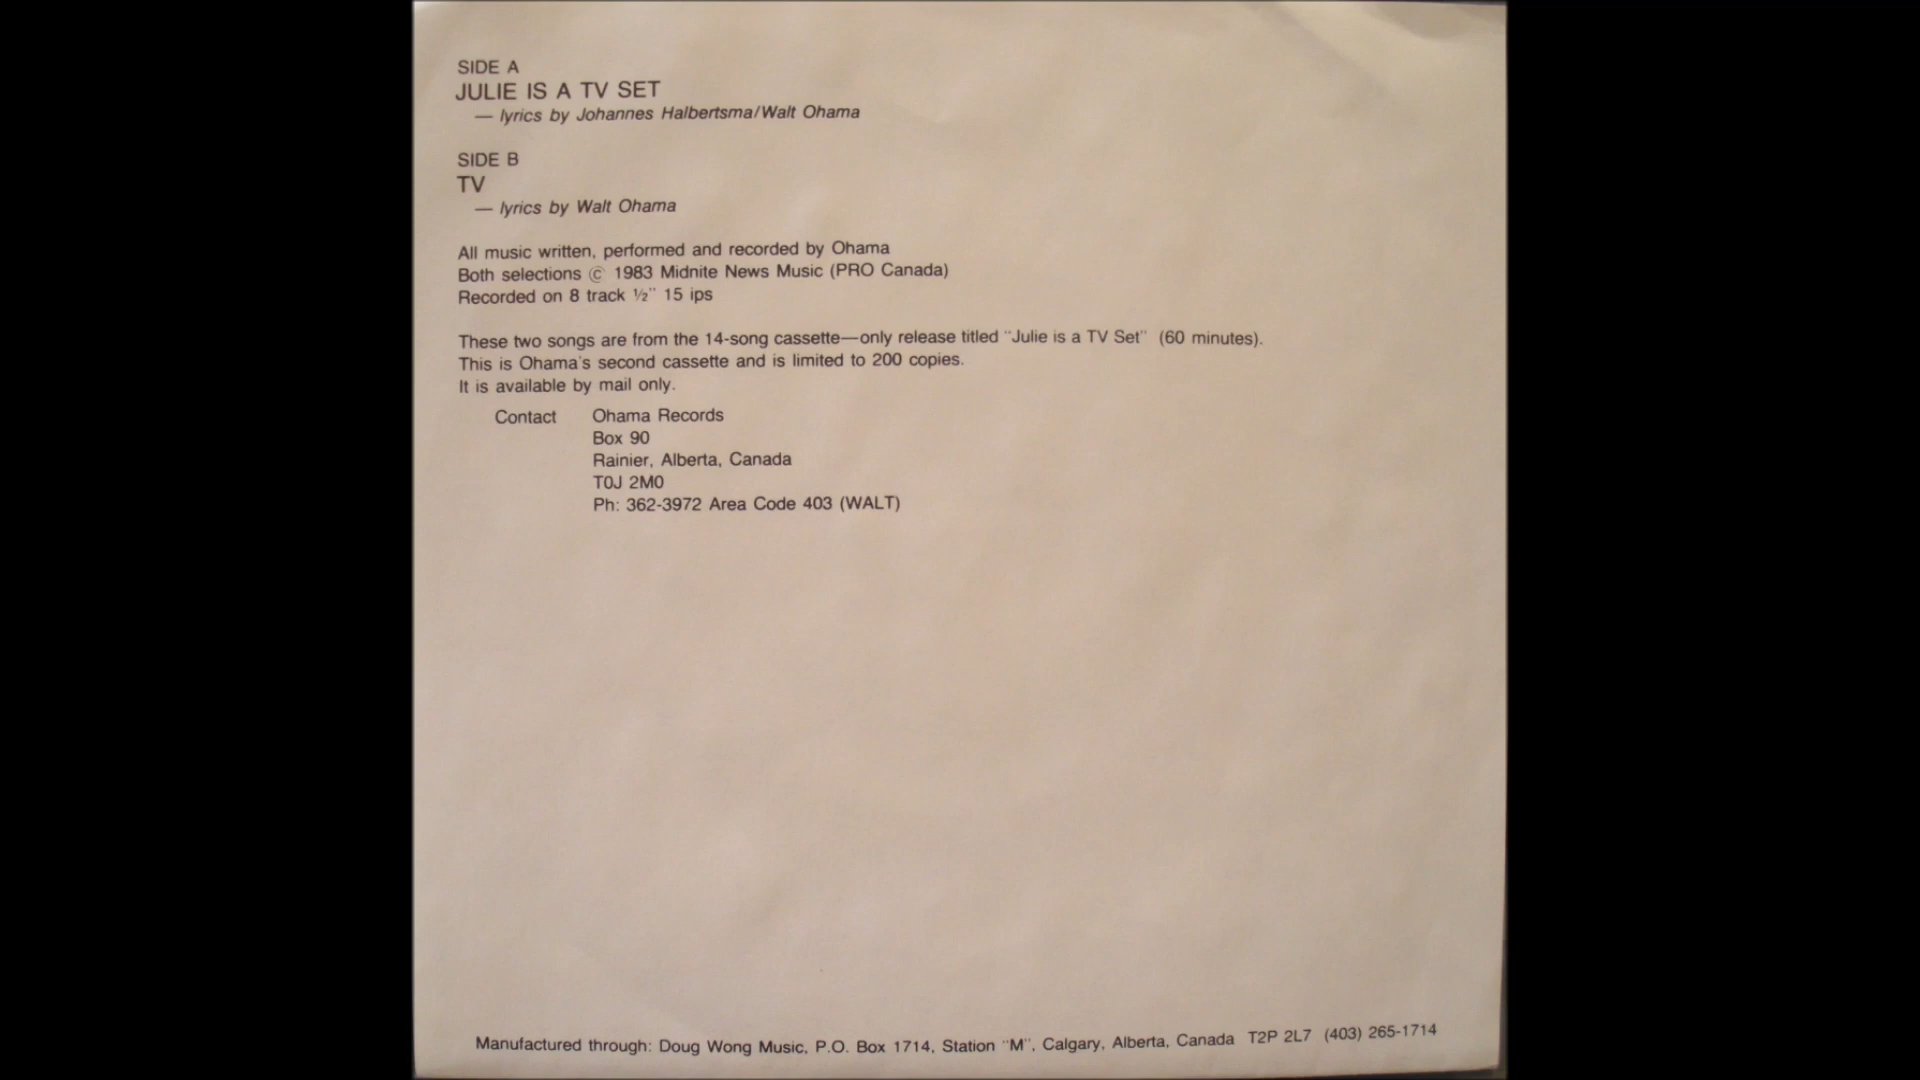 SIDE A
JULIE IS A TV SET
— lyrics by Johannes Halbertsma/Walt Ohama
SIDE B
TV
— lyrics by Walt Ohama
All music written, performed and recorded by Ohama
Both selections © 1983 Midnite News Music (PRO Canada)
Recorded on 8 track ½" 15 ips
These two songs are from the 14-song cassette—only release titled "Julie is a TV Set" (60 minutes).
This is Ohama's second cassette and is limited to 200 copies.
It is available by mail only.
Contact Ohama Records
Box 90
Rainier, Alberta, Canada
T0J 2M0
Ph: 362-3972 Area Code 403 (WALT)
Manufactured through: Doug Wong Music, P.O. Box 1714, Station "M", Calgary, Alberta, Canada T2P 2L7 (403) 265-1714